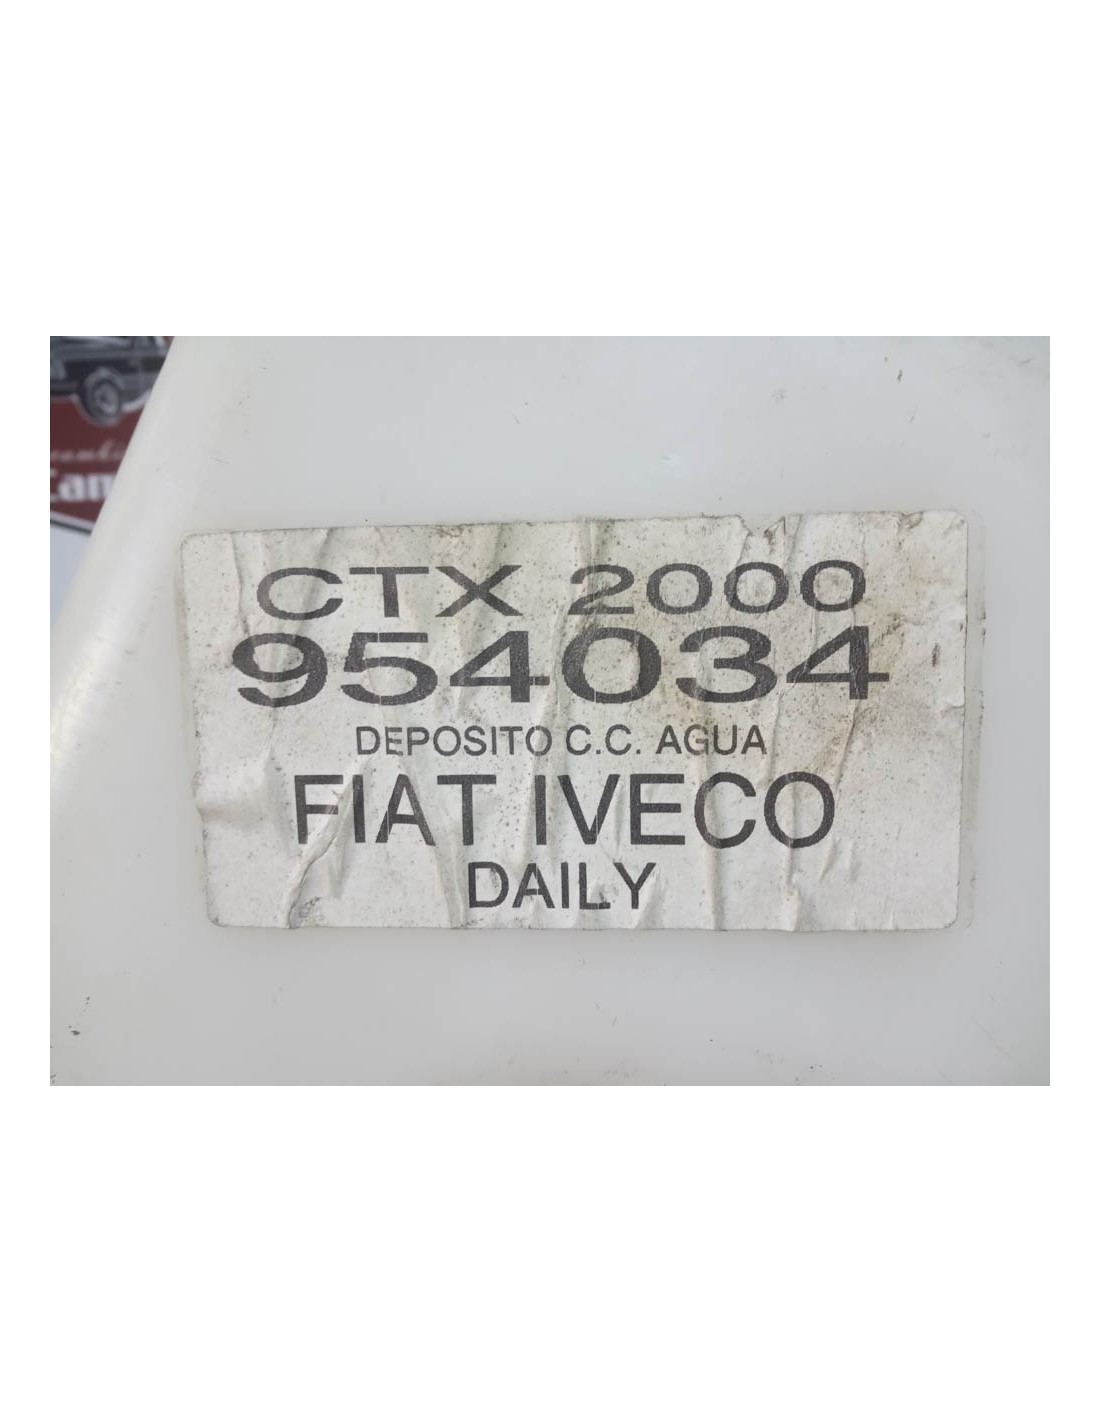 CTX 2000
954034
DEPOSITO C.C. AGUA
FIAT IVECO
DAILY